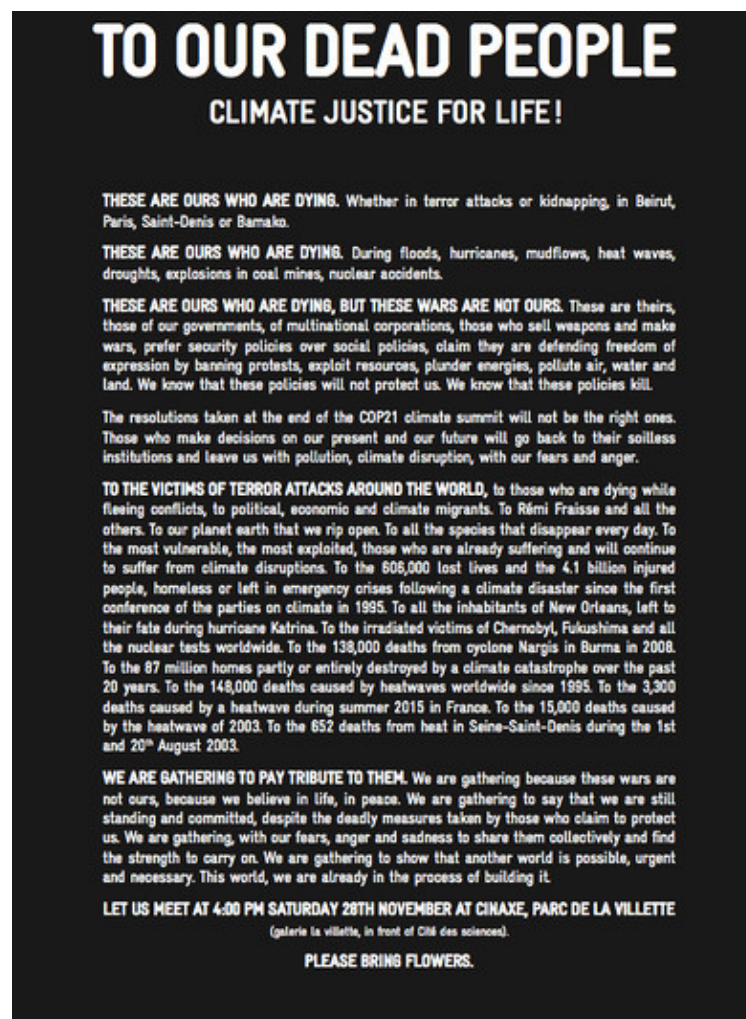 TO OUR DEAD PEOPLE
CLIMATE JUSTICE FOR LIFE!
THESE ARE OURS WHO ARE DYING. Whether in terror attacks or kidnapping, in Beirut,
Paris, Saint-Denis or Bamako.
THESE ARE OURS WHO ARE DYING. During floods, hurricanes, mudflows, heat waves,
droughts, explosions in coal mines, nuclear accidents.
THESE ARE OURS WHO ARE DYING, BUT THESE WARS ARE NOT OURS. These are theirs,
those of our governments, of multinational corporations, those who sell weapons and make
wars, prefer security policies over social policies, claim they are defending freedom of
expression by banning protests, exploit resources, plunder energies, pollute air, water and
land. We know that these policies will not protect us. We know that these policies kill.
The resolutions taken at the end of the COP21 climate summit will not be the right ones.
Those who make decisions on our present and our future will go back to their soilless
institutions and leave us with pollution, climate disruption, with our fears and anger.
TO THE VICTIMS OF TERROR ATTACKS AROUND THE WORLD, to those who are dying while
fleeing conflicts, to political, economic and climate migrants. To Rémi Fraisse and all the
others. To our planet earth that we rip open. To all the species that disappear every day. To
the most vulnerable, the most exploited, those who are already suffering and will continue
to suffer from climate disruptions. To the 606,000 lost lives and the 4.1 billion injured
people, homeless or left in emergency crises following a climate disaster since the first
conference of the parties on climate in 1995. To all the inhabitants of New Orleans, left to
their fate during hurricane Katrina. To the irradiated victims of Chernobyl, Fukushima and all
the nuclear tests worldwide. To the 138,000 deaths from cyclone Nargis in Burma in 2008.
To the 87 million homes partly or entirely destroyed by a climate catastrophe over the past
20 years. To the 148,000 deaths caused by heatwaves worldwide since 1995. To the 3,300
deaths caused by a heatwave during summer 2015 in France. To the 15,000 deaths caused
by the heatwave of 2003. To the 652 deaths from heat in Seine-Saint-Denis during the 1st
and 20th August 2003.
WE ARE GATHERING TO PAY TRIBUTE TO THEM. We are gathering because these wars are
not ours, because we believe in life, in peace. We are gathering to say that we are still
standing and committed, despite the deadly measures taken by those who claim to protect
us. We are gathering, with our fears, anger and sadness to share them collectively and find
the strength to carry on. We are gathering to show that another world is possible, urgent
and necessary. This world, we are already in the process of building it.
LET US MEET AT 4:00 PM SATURDAY 28TH NOVEMBER AT CINAXE, PARC DE LA VILLETTE
(galerie la villette, in front of Cité des sciences).
PLEASE BRING FLOWERS.